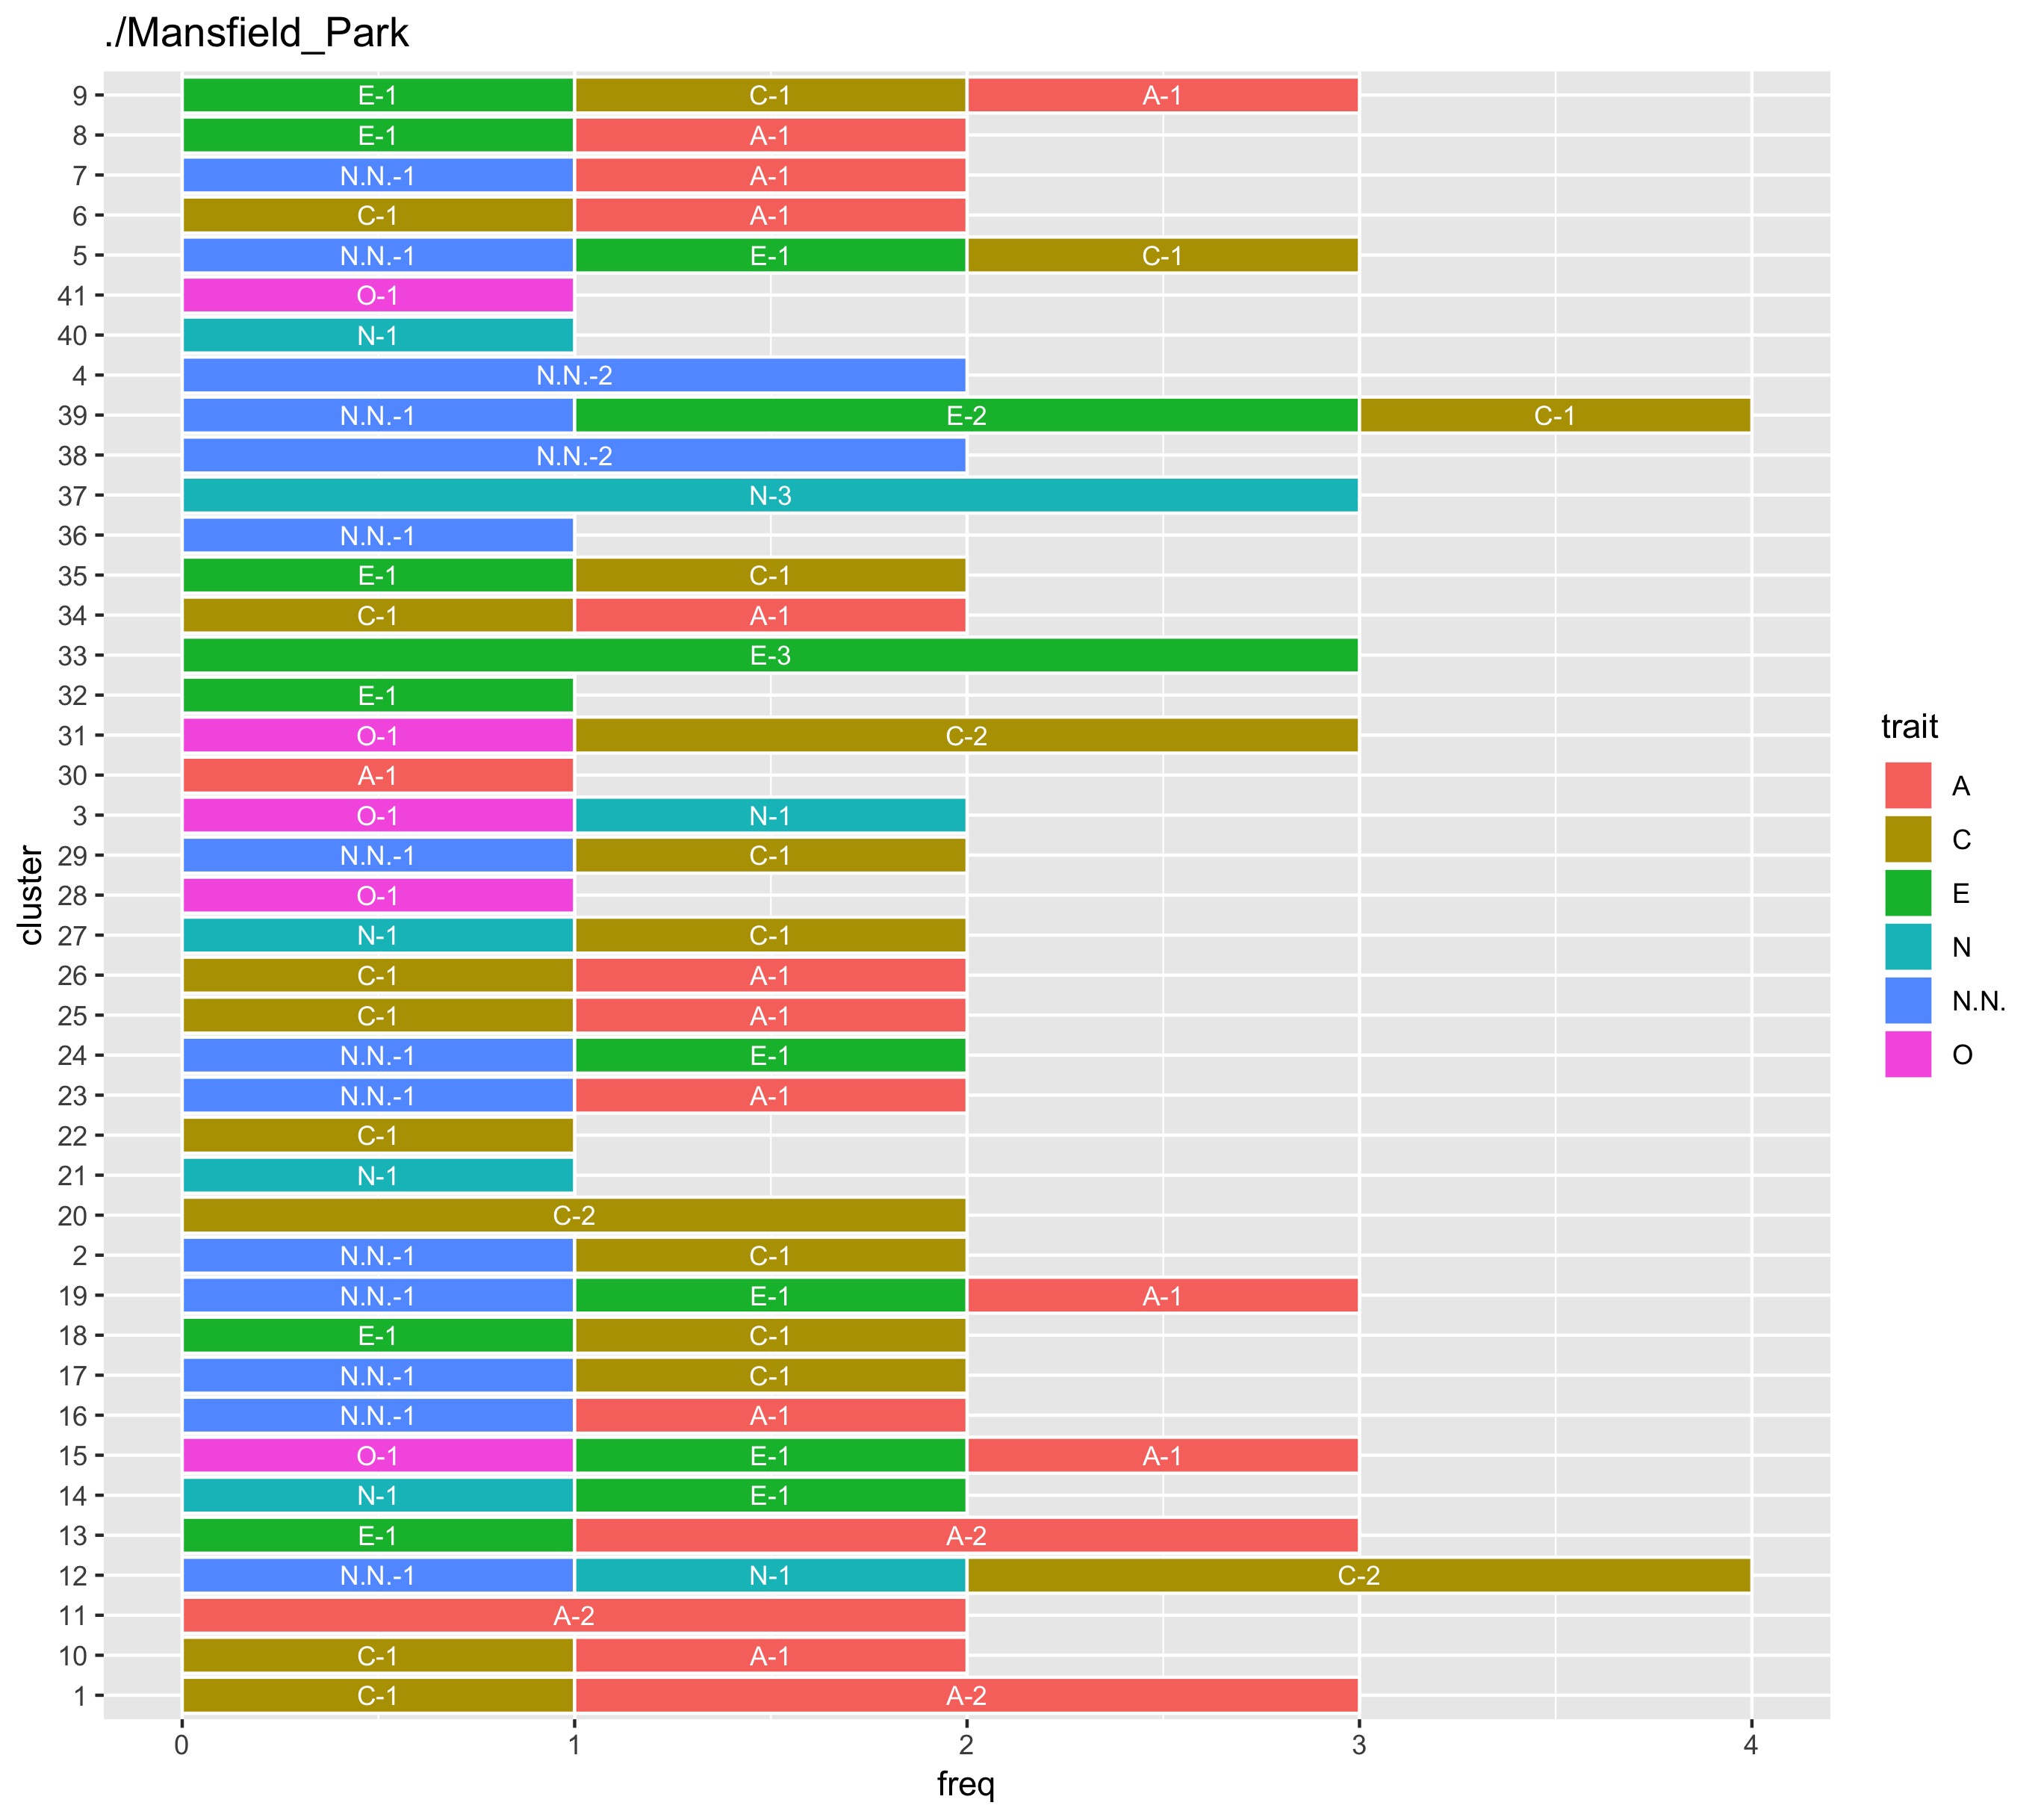 ./Mansfield_Park
9 E-1 C-1 A-1
8 E-1 A-1
7 N.N.-1 A-1
6 C-1 A-1
5 N.N.-1 E-1 C-1
41 O-1
40 N-1
4 N.N.-2
39 N.N.-1 E-2 C-1
38 N.N.-2
37 N-3
36 N.N.-1
35 E-1 C-1
34 C-1 A-1
33 E-3
32 E-1
31 O-1 C-2
30 A-1
3 O-1 N-1
29 N.N.-1 C-1
28 O-1
27 N-1 C-1
26 C-1 A-1
25 C-1 A-1
24 N.N.-1 E-1
23 N.N.-1 A-1
22 C-1
21 N-1
20 C-2
2 N.N.-1 C-1
19 N.N.-1 E-1 A-1
18 E-1 C-1
17 N.N.-1 C-1
16 N.N.-1 A-1
15 O-1 E-1 A-1
14 N-1 E-1
13 E-1 A-2
12 N.N.-1 N-1 C-2
11 A-2
10 C-1 A-1
1 C-1 A-2
0 1 2 3 4
freq
cluster
trait
A
C
E
N
N.N.
O